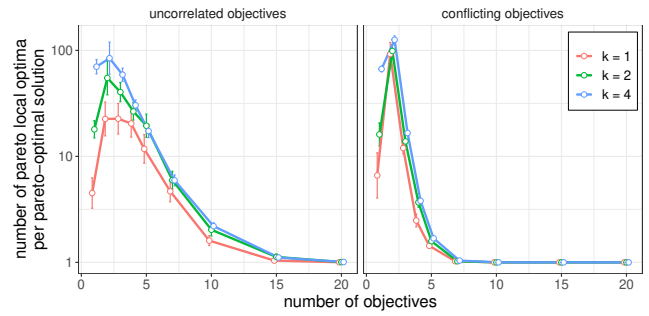 uncorrelated objectives
conflicting objectives
number of pareto local optima
per pareto−optimal solution
100
10
1
k = 1
k = 2
k = 4
0 5 10 15 20
0 5 10 15 20
number of objectives